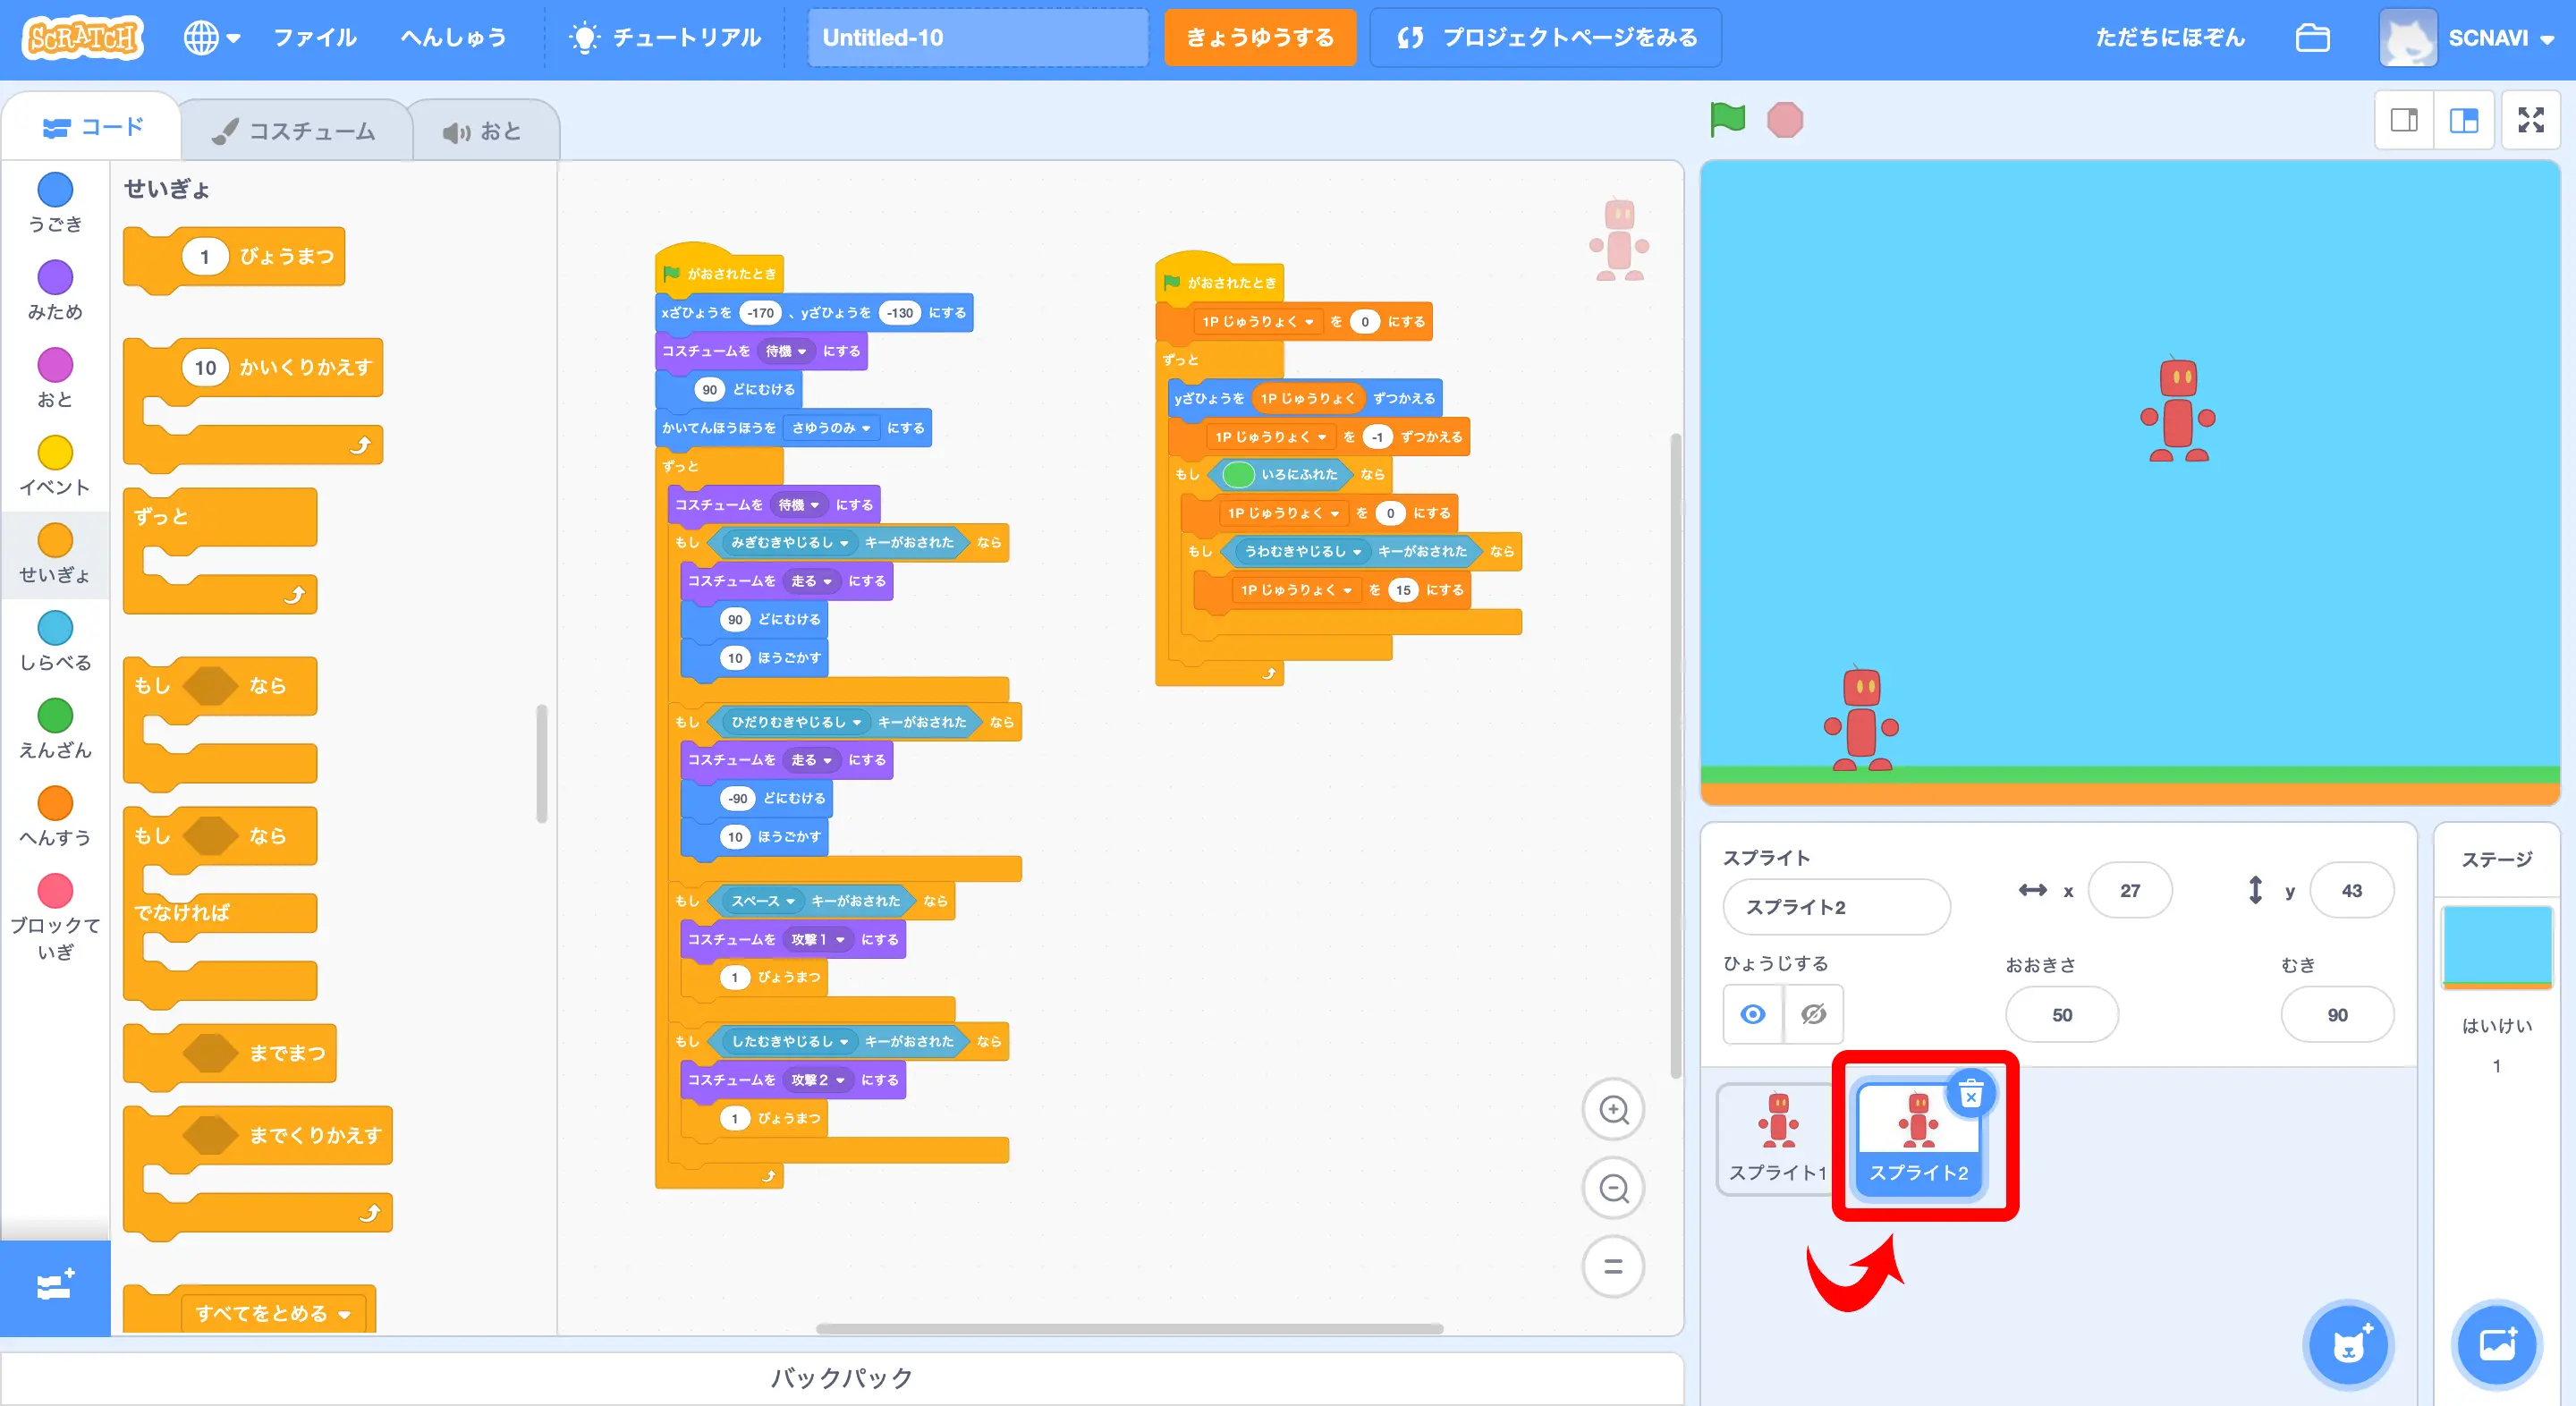 SCRATCH
ファイル
へんしゅう
チュートリアル
Untitled-10
きょうゆうする
プロジェクトページをみる
ただちにほぞん
SCNAVI
コード
コスチューム
おと
うごき
みため
おと
イベント
せいぎょ
しらべる
えんざん
へんすう
ブロックて
いぎ
せいぎょ
1 びょうまつ
10 かいくりかえす
ずっと
もし なら
もし なら
でなければ
までまつ
までくりかえす
すべてをとめる
がおされたとき
xざひょうを -170 、yざひょうを -130 にする
コスチュームを 待機 にする
90 どにむける
かいてんほうほうを さゆうのみ にする
ずっと
コスチュームを 待機 にする
もし みぎむきやじるし キーがおされた なら
コスチュームを 走る にする
90 どにむける
10 ほうごかす
もし ひだりむきやじるし キーがおされた なら
コスチュームを 走る にする
-90 どにむける
10 ほうごかす
もし スペース キーがおされた なら
コスチュームを 攻撃1 にする
1 びょうまつ
もし したむきやじるし キーがおされた なら
コスチュームを 攻撃2 にする
1 びょうまつ
がおされたとき
1Pじゅうりょく を 0 にする
ずっと
yざひょうを 1Pじゅうりょく ずつかえる
1Pじゅうりょく を -1 ずつかえる
もし いろにふれた なら
1Pじゅうりょく を 0 にする
もし うわむきやじるし キーがおされた なら
1Pじゅうりょく を 15 にする
バックパック
スプライト
スプライト2
x 27
y 43
ひょうじする
おおきさ
50
むき
90
スプライト1
スプライト2
ステージ
はいけい
1